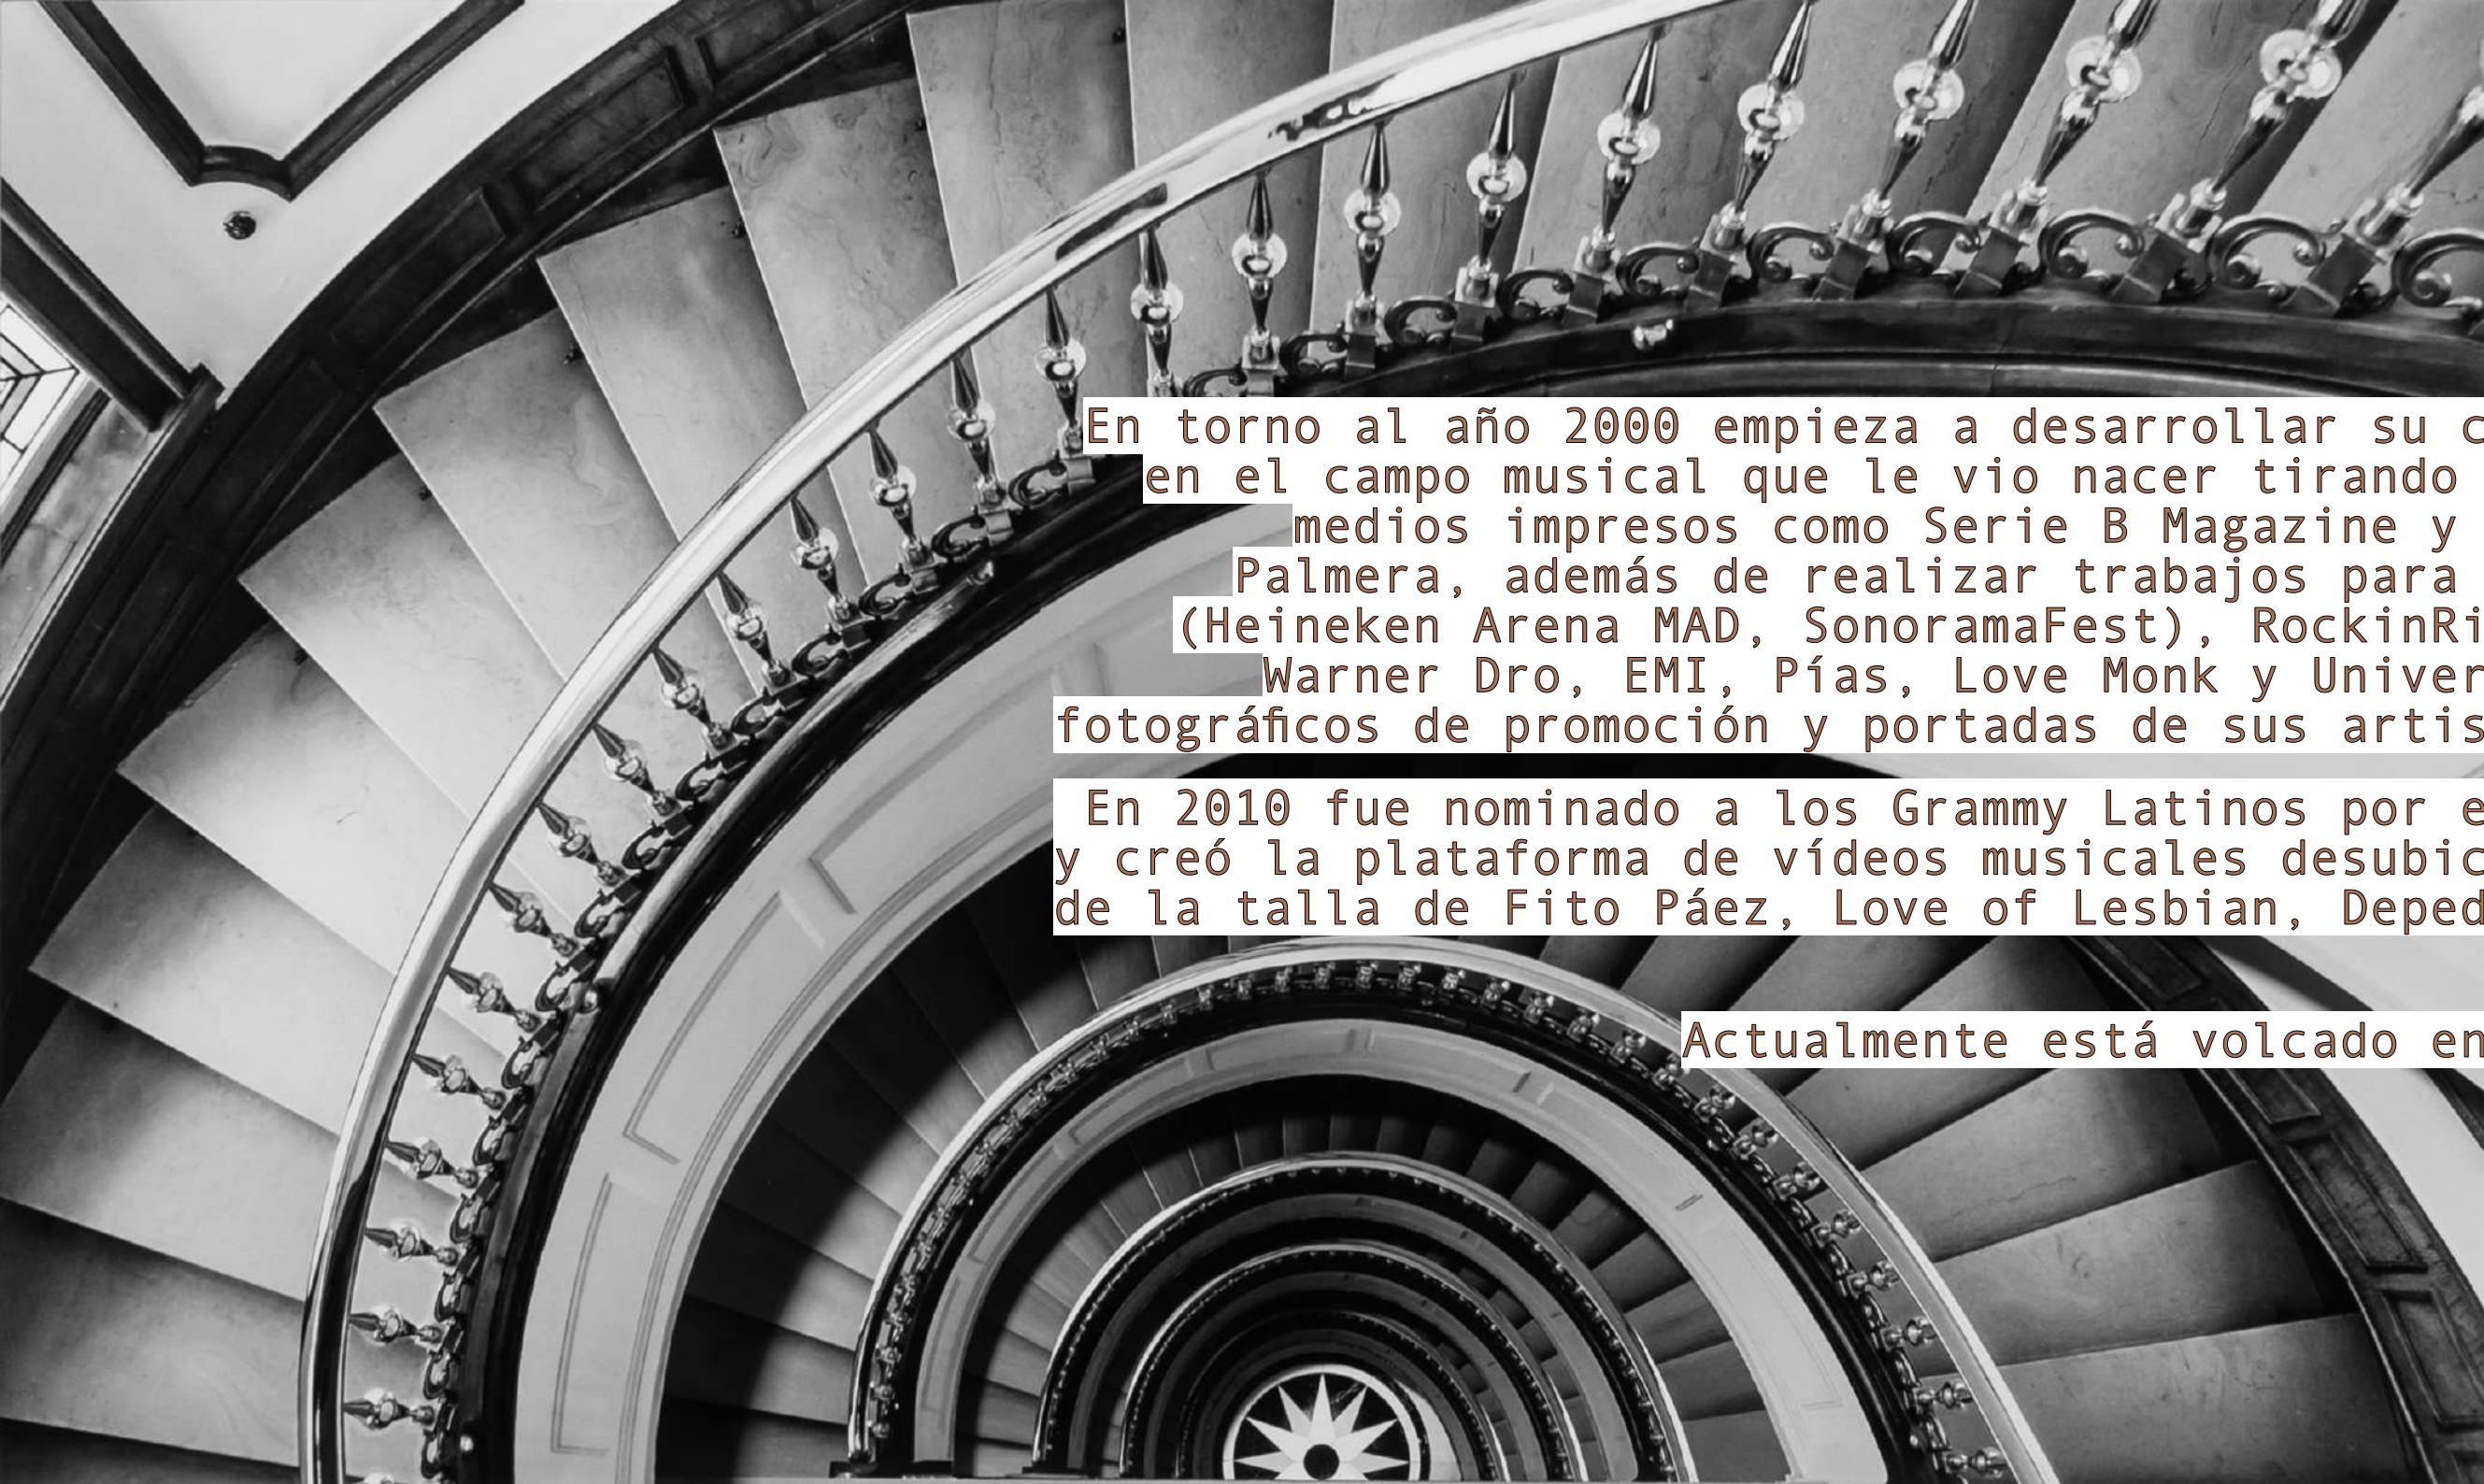 En torno al año 2000 empieza a desarrollar su
en el campo musical que le vio nacer tirando
medios impresos como Serie B Magazine y
Palmera, además de realizar trabajos para
(Heineken Arena MAD, SonoramaFest), RockinRi
Warner Dro, EMI, Pías, Love Monk y Univer
fotográficos de promoción y portadas de sus artis
En 2010 fue nominado a los Grammy Latinos por
y creó la plataforma de vídeos musicales desubic
de la talla de Fito Páez, Love of Lesbian, Deped
Actualmente está volcado en